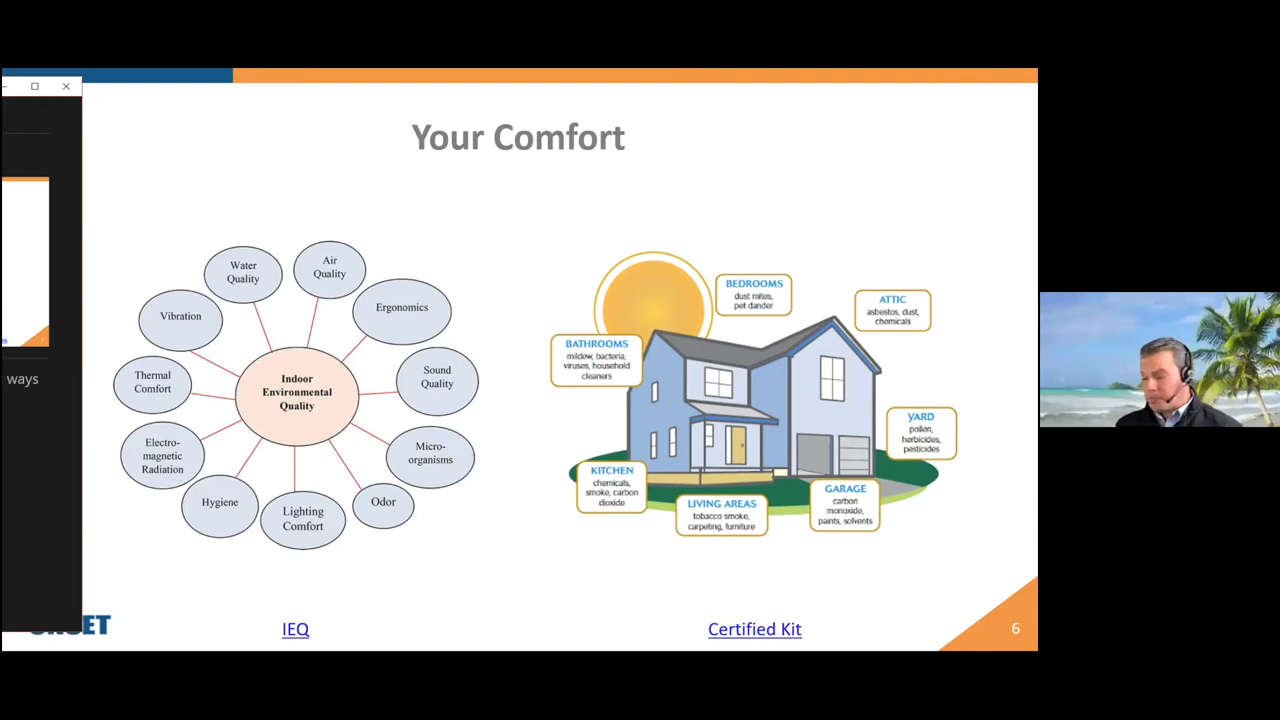 Your Comfort
ways
Water
Quality
Air
Quality
Ergonomics
Vibration
Sound
Quality
Thermal
Comfort
Indoor
Environmental
Quality
Electro-
magnetic
Radiation
Micro-
organisms
Hygiene
Lighting
Comfort
Odor
BEDROOMS
dust mites,
pet dander
ATTIC
asbestos, dust,
chemicals
BATHROOMS
mildew, bacteria,
viruses, household
cleaners
YARD
pollen,
herbicides,
pesticides
KITCHEN
chemicals,
smoke, carbon
dioxide
LIVING AREAS
tobacco smoke,
carpeting, furniture
GARAGE
carbon
monoxide,
paints, solvents
IEQ
Certified Kit
6